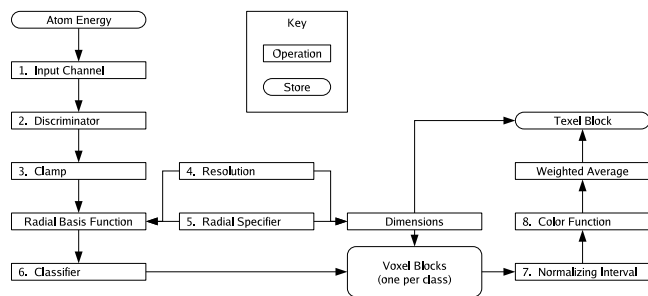 Atom Energy
1. Input Channel
2. Discriminator
3. Clamp
Radial Basis Function
6. Classifier
Key
Operation
Store
4. Resolution
5. Radial Specifier
Dimensions
Voxel Blocks
(one per class)
Texel Block
Weighted Average
8. Color Function
7. Normalizing Interval